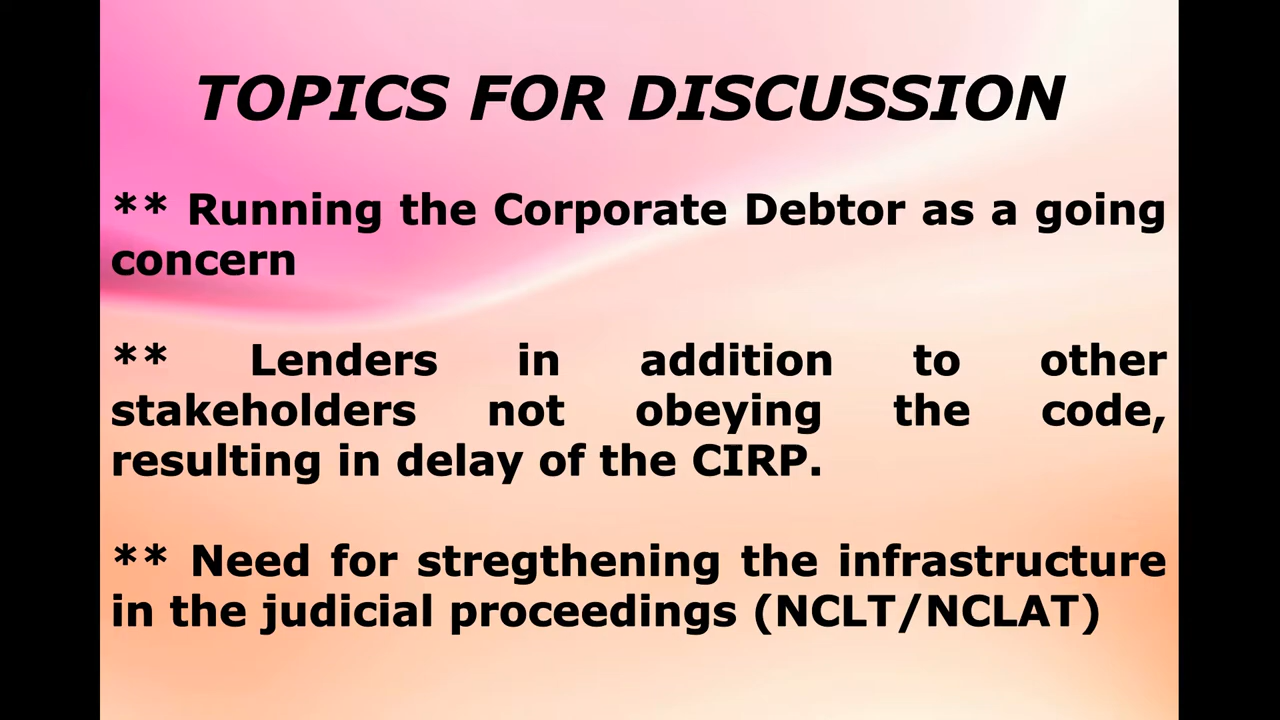 TOPICS FOR DISCUSSION
** Running the Corporate Debtor as a going
concern
** Lenders in addition to other
stakeholders not obeying the code,
resulting in delay of the CIRP.
** Need for stregthening the infrastructure
in the judicial proceedings (NCLT/NCLAT)